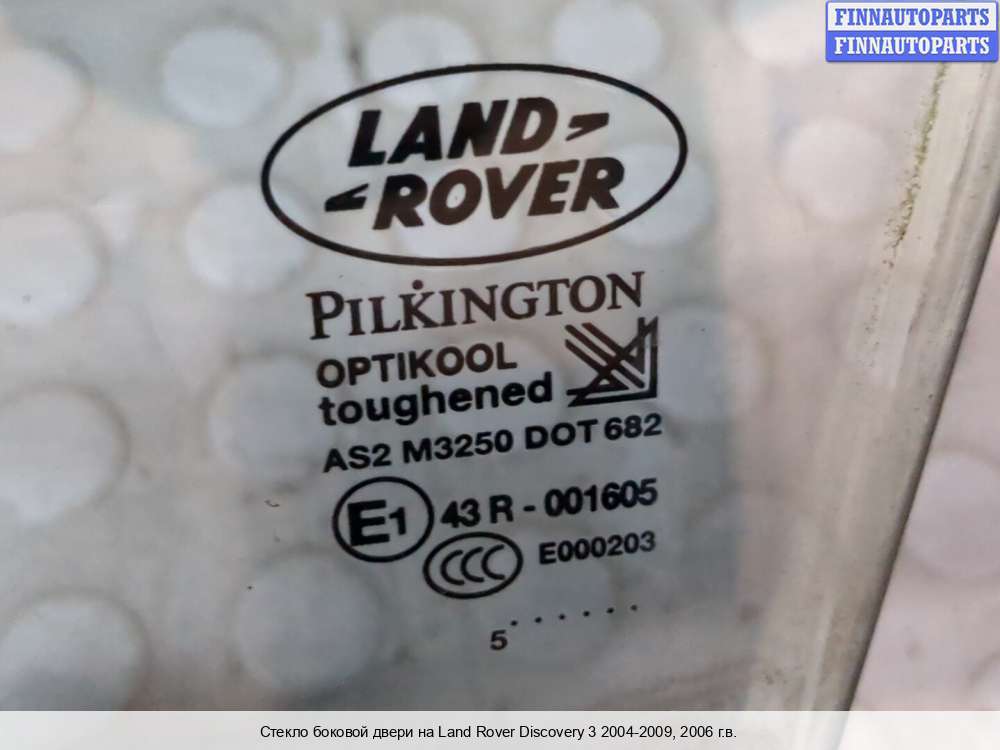 FINNAUTOPARTS
FINNAUTOPARTS
LAND
ROVER
PILKINGTON
OPTIKOOL
toughened
AS2 M3250 DOT 682
E1 43 R - 001605
CCC E000203
5 . . . . . .
Стекло боковой двери на Land Rover Discovery 3 2004-2009, 2006 г.в.